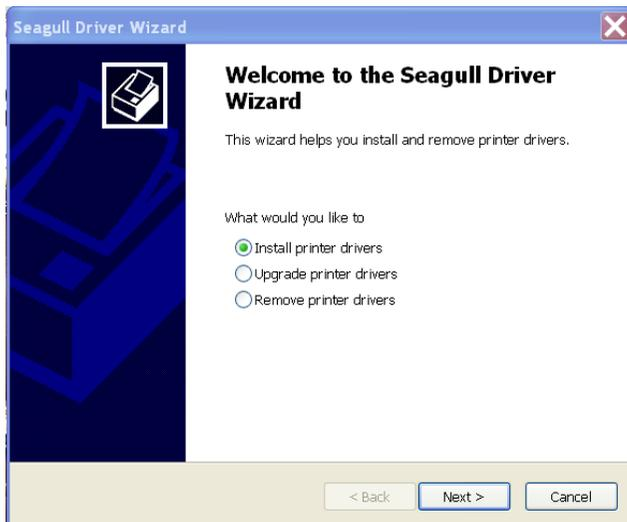 Seagull Driver Wizard
Welcome to the Seagull Driver
Wizard
This wizard helps you install and remove printer drivers.
What would you like to
Install printer drivers
Upgrade printer drivers
Remove printer drivers
< Back
Next >
Cancel